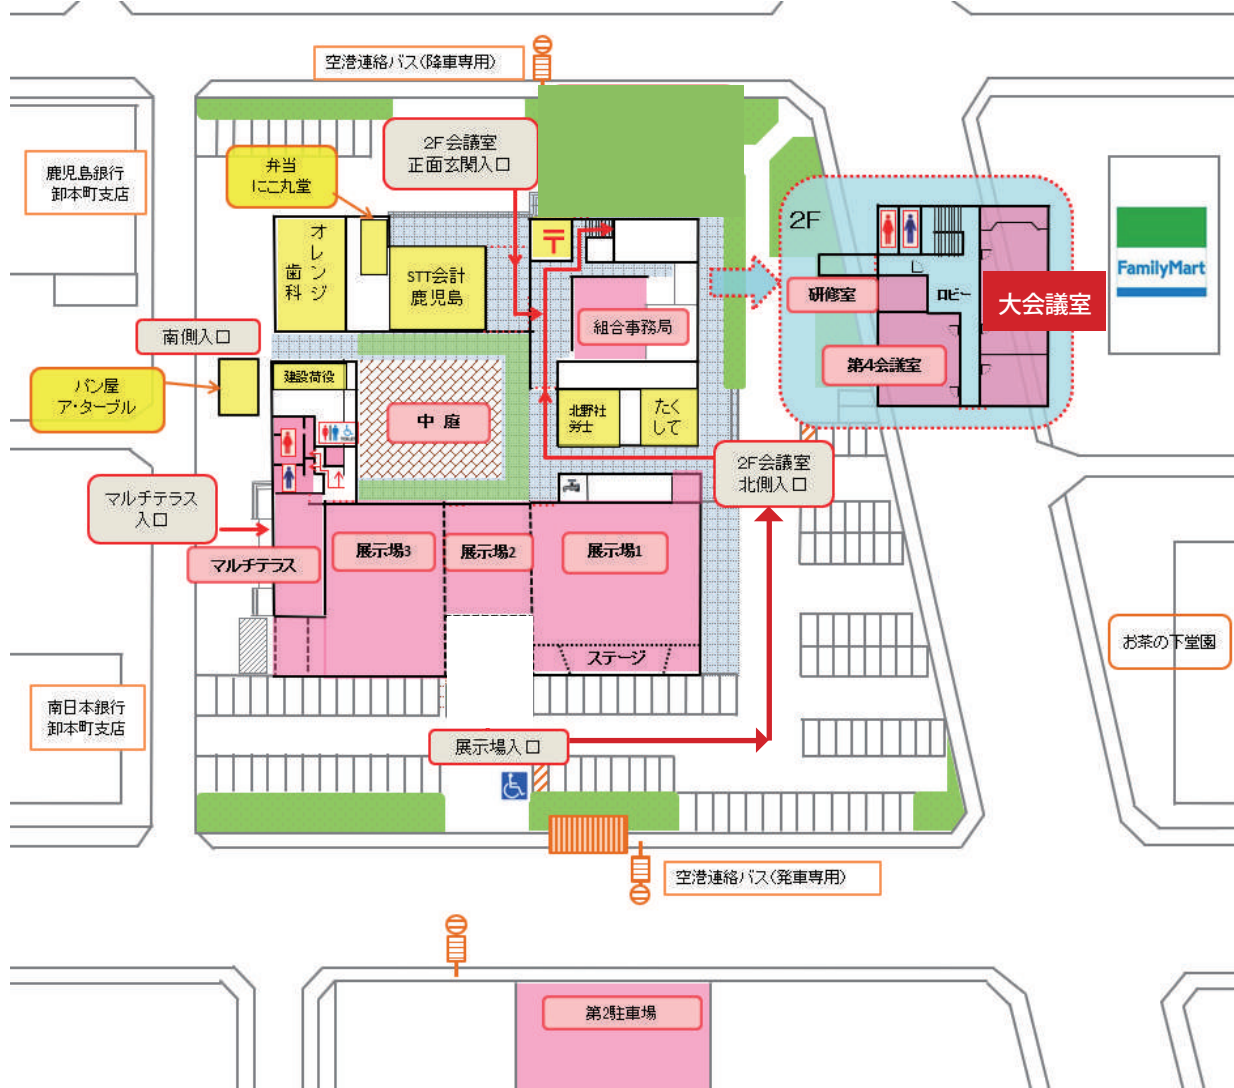 空港連絡バス(降車専用)
2F会議室
正面玄関入口
鹿児島銀行
卸本町支店
弁当
にこ丸堂
オレンジ
歯科
STT会計
鹿児島
〒
2F
研修室
ロビー
大会議室
FamilyMart
組合事務局
第4会議室
南側入口
建設荷役
パン屋
ア・ターブル
中庭
北野社
労士
たく
して
2F会議室
北側入口
マルチテラス
入口
マルチテラス
展示場3
展示場2
展示場1
ステージ
お茶の下堂園
南日本銀行
卸本町支店
展示場入口
空港連絡バス(発車専用)
第2駐車場